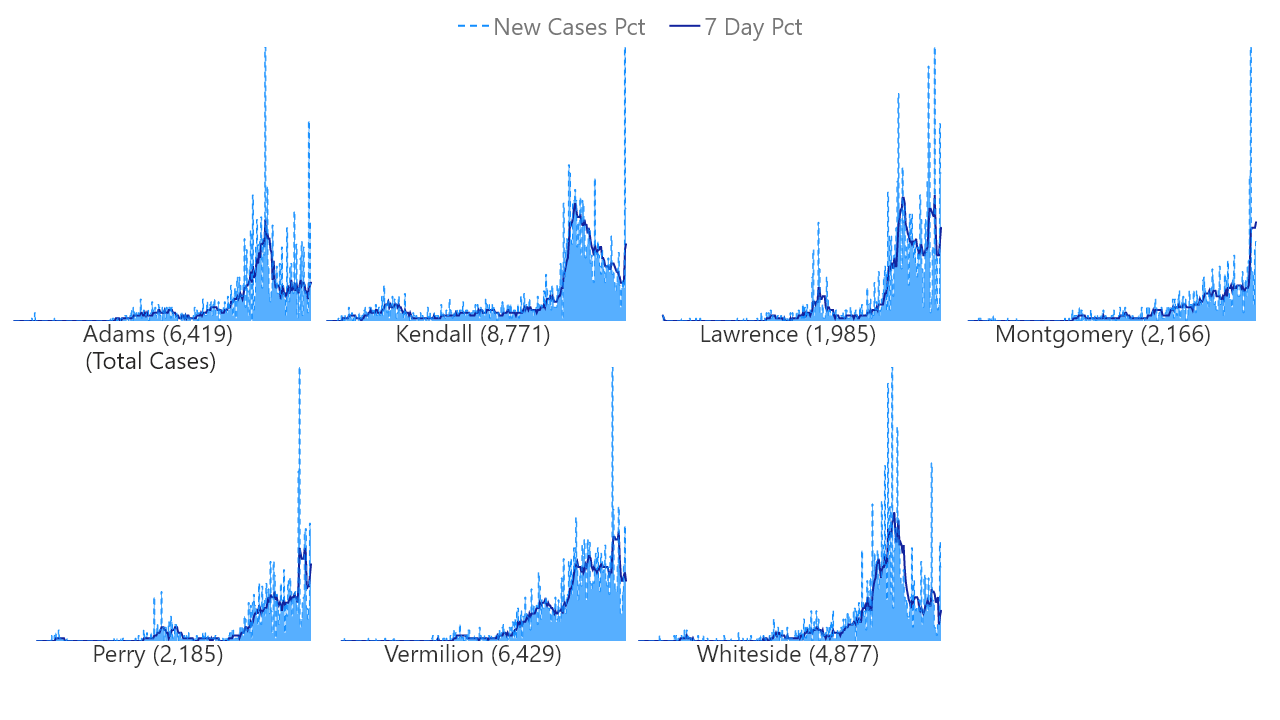 New Cases Pct 7 Day Pct
Adams (6,419) Kendall (8,771) Lawrence (1,985) Montgomery (2,166)
(Total Cases)
Perry (2,185) Vermilion (6,429) Whiteside (4,877)